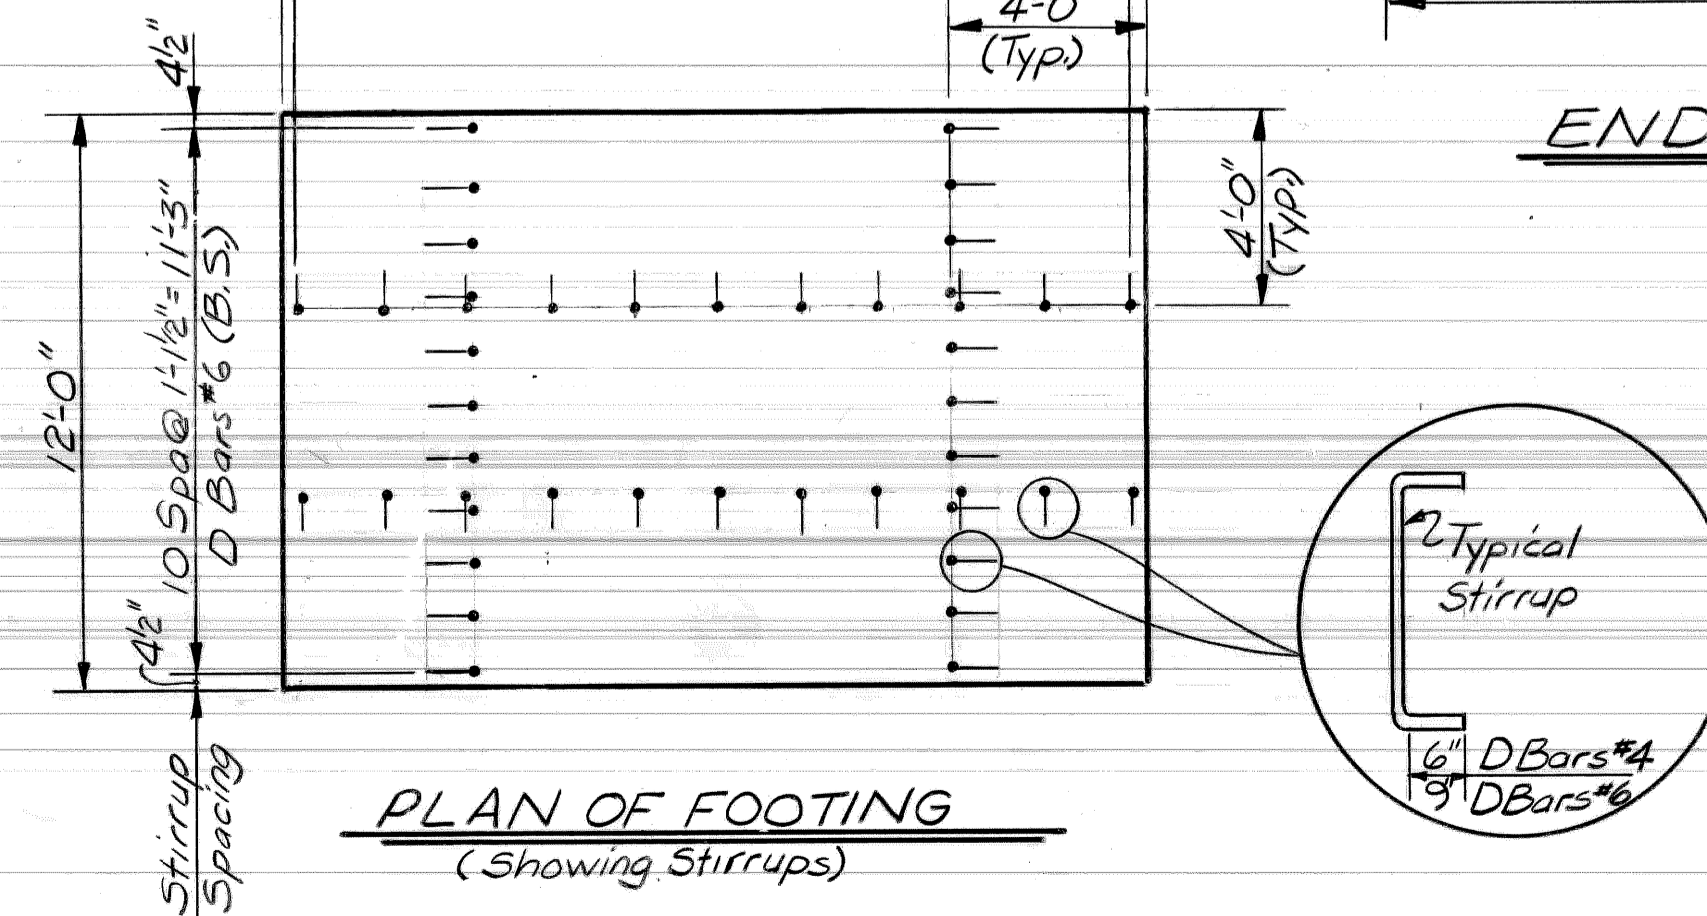 4-0
(Typ.)
4½"
END
12'-0"
10 Spa@ 1'-1½"= 11'-3"
D Bars #6 (B.S.)
4'-0"
(Typ.)
4½"
Typical
Stirrup
6" D Bars #4
9" D Bars #6
Stirrup
Spacing
PLAN OF FOOTING
(Showing Stirrups)